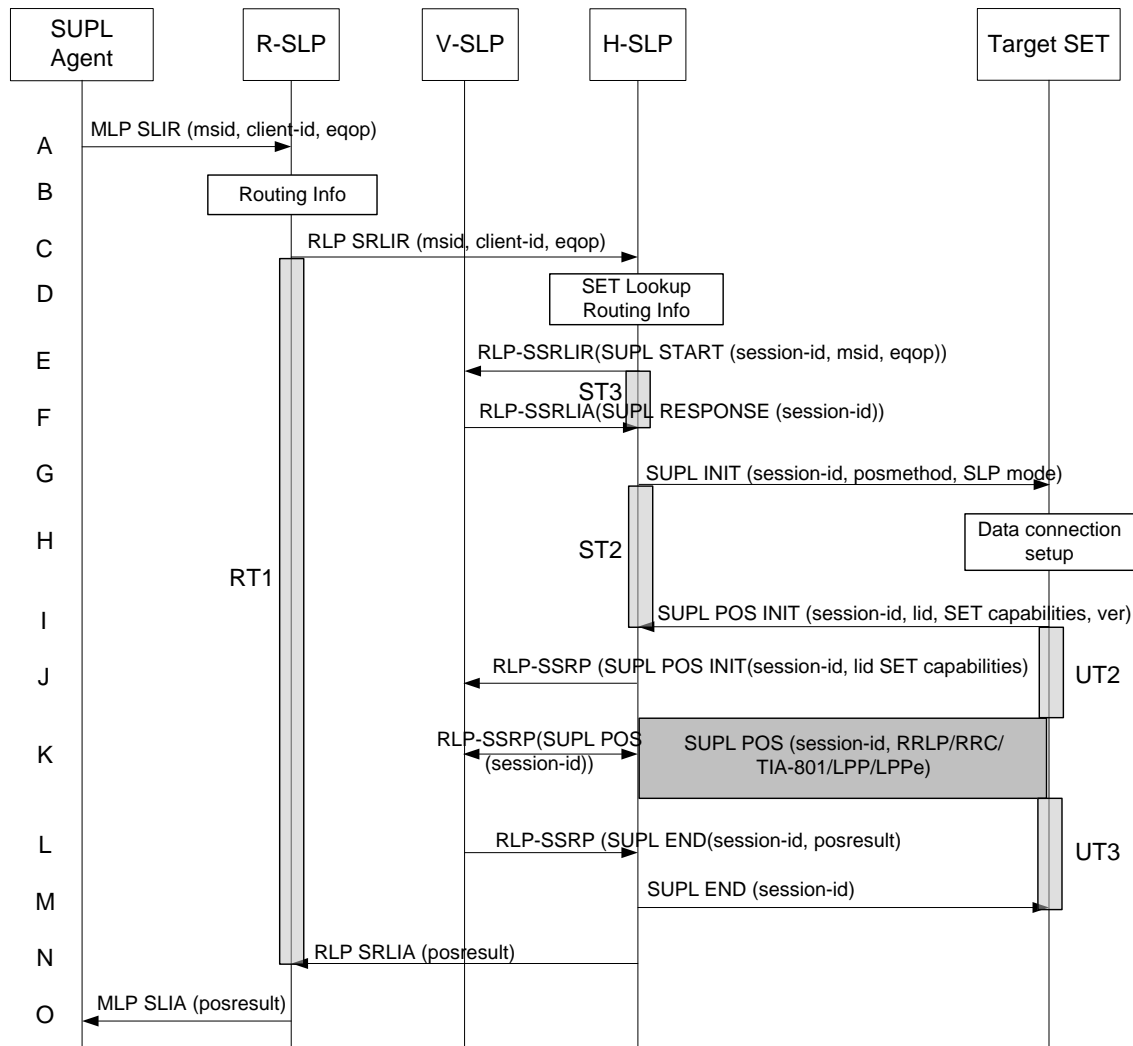 SUPL
Agent
R-SLP
V-SLP
H-SLP
Target SET
A
MLP SLIR (msid, client-id, eqop)
B
Routing Info
C
RLP SRLIR (msid, client-id, eqop)
D
SET Lookup
Routing Info
E
RLP-SSRLIR(SUPL START (session-id, msid, eqop))
ST3
F
RLP-SSRLIA(SUPL RESPONSE (session-id))
G
SUPL INIT (session-id, posmethod, SLP mode)
H
Data connection
setup
ST2
RT1
I
SUPL POS INIT (session-id, lid, SET capabilities, ver)
J
RLP-SSRP (SUPL POS INIT(session-id, lid SET capabilities)
UT2
K
RLP-SSRP(SUPL POS
(session-id))
SUPL POS (session-id, RRLP/RRC/
TIA-801/LPP/LPPe)
L
RLP-SSRP (SUPL END(session-id, posresult)
UT3
M
SUPL END (session-id)
N
RLP SRLIA (posresult)
O
MLP SLIA (posresult)